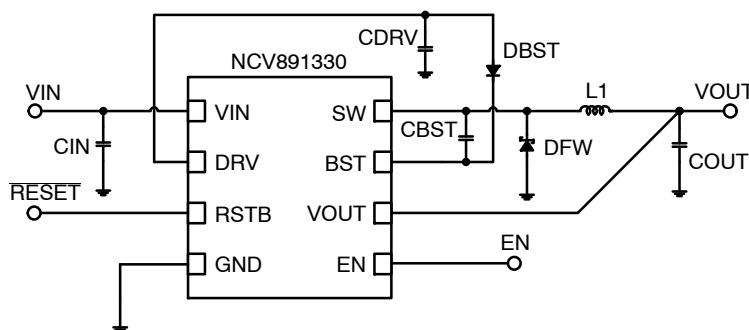 CDRV
DBST
NCV891330
VIN
L1
VOUT
VIN
SW
CIN
CBST
DRV
BST
DFW
COUT
RESET
RSTB
VOUT
EN
GND
EN